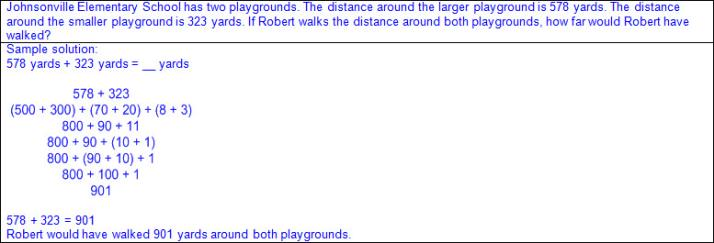 Johnsonville Elementary School has two playgrounds. The distance around the larger playground is 578 yards. The
distance around the smaller playground is 323 yards. If Robert walks the distance around both playgrounds, how far would Robert have
walked?
Sample solution:
578 yards + 323 yards = __ yards
578 + 323
(500 + 300) + (70 + 20) + (8 + 3)
800 + 90 + 11
800 + 90 + (10 + 1)
800 + (90 + 10) + 1
800 + 100 + 1
901
578 + 323 = 901
Robert would have walked 901 yards around both playgrounds.